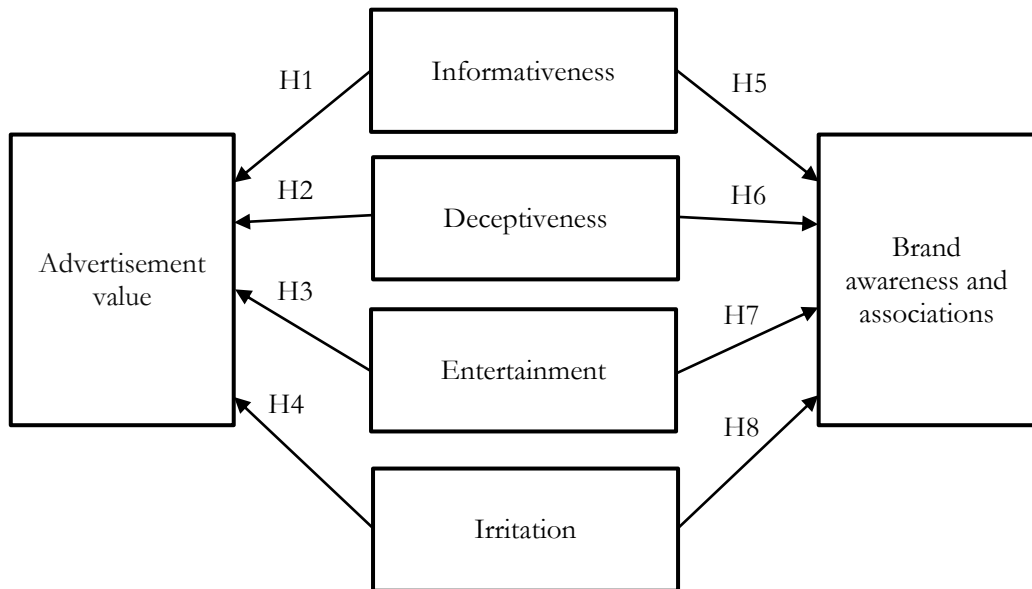 Informativeness
H1
H5
H2
Deceptiveness
H6
Advertisement
value
Brand
awareness and
associations
H3
Entertainment
H7
H4
H8
Irritation